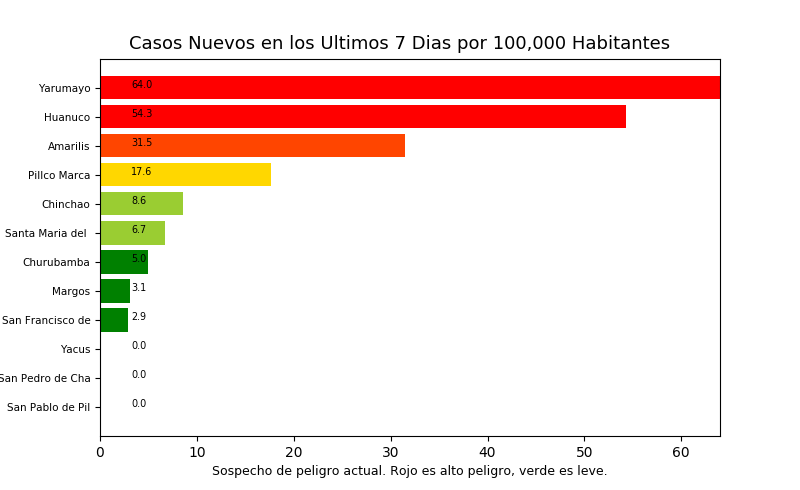 Casos Nuevos en los Ultimos 7 Dias por 100,000 Habitantes
Yarumayo 64.0
Huanuco 54.3
Amarilis 31.5
Pillco Marca 17.6
Chinchao 8.6
Santa Maria del 6.7
Churubamba 5.0
Margos 3.1
San Francisco de 2.9
Yacus 0.0
San Pedro de Cha 0.0
San Pablo de Pil 0.0
0 10 20 30 40 50 60
Sospecho de peligro actual. Rojo es alto peligro, verde es leve.